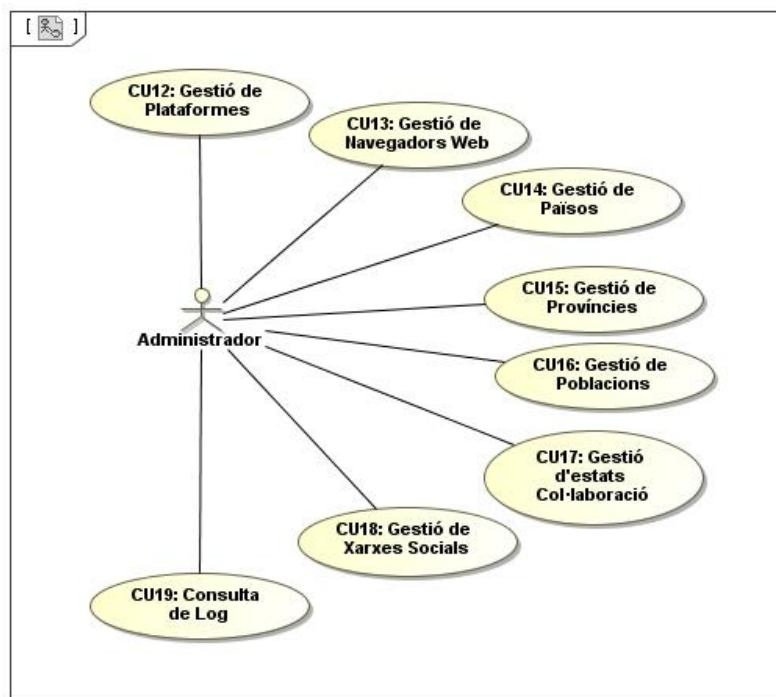 CU12: Gestió de
Plataformes
CU13: Gestió de
Navegadors Web
CU14: Gestió de
Països
CU15: Gestió de
Províncies
Administrador
CU16: Gestió de
Poblacions
CU17: Gestió
d'estats
Col·laboració
CU18: Gestió de
Xarxes Socials
CU19: Consulta
de Log